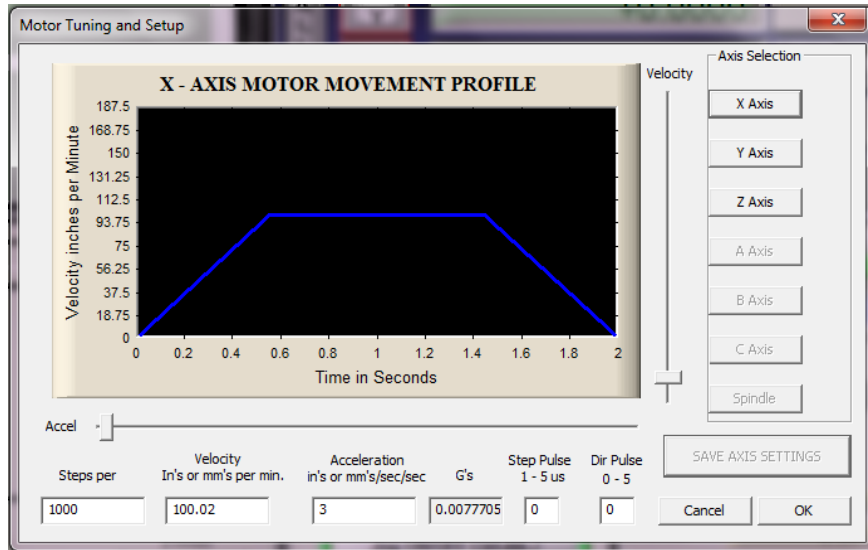 Motor Tuning and Setup
X - AXIS MOTOR MOVEMENT PROFILE
Velocity inches per Minute
187.5
168.75
150
131.25
112.5
93.75
75
56.25
37.5
18.75
0
0 0.2 0.4 0.6 0.8 1 1.2 1.4 1.6 1.8 2
Time in Seconds
Velocity
Axis Selection
X Axis
Y Axis
Z Axis
A Axis
B Axis
C Axis
Spindle
Accel
Steps per
1000
Velocity
In's or mm's per min.
100.02
Acceleration
in's or mm's/sec/sec
3
G's
0.0077705
Step Pulse
1 - 5 us
0
Dir Pulse
0 - 5
0
SAVE AXIS SETTINGS
Cancel
OK